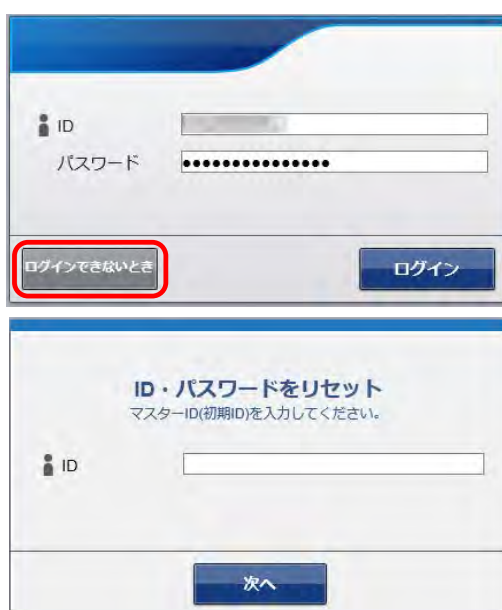 ID
パスワード ●●●●●●●●●●●●●●●
ログインできないとき
ログイン
ID・パスワードをリセット
マスターID(初期ID)を入力してください。
ID
次へ